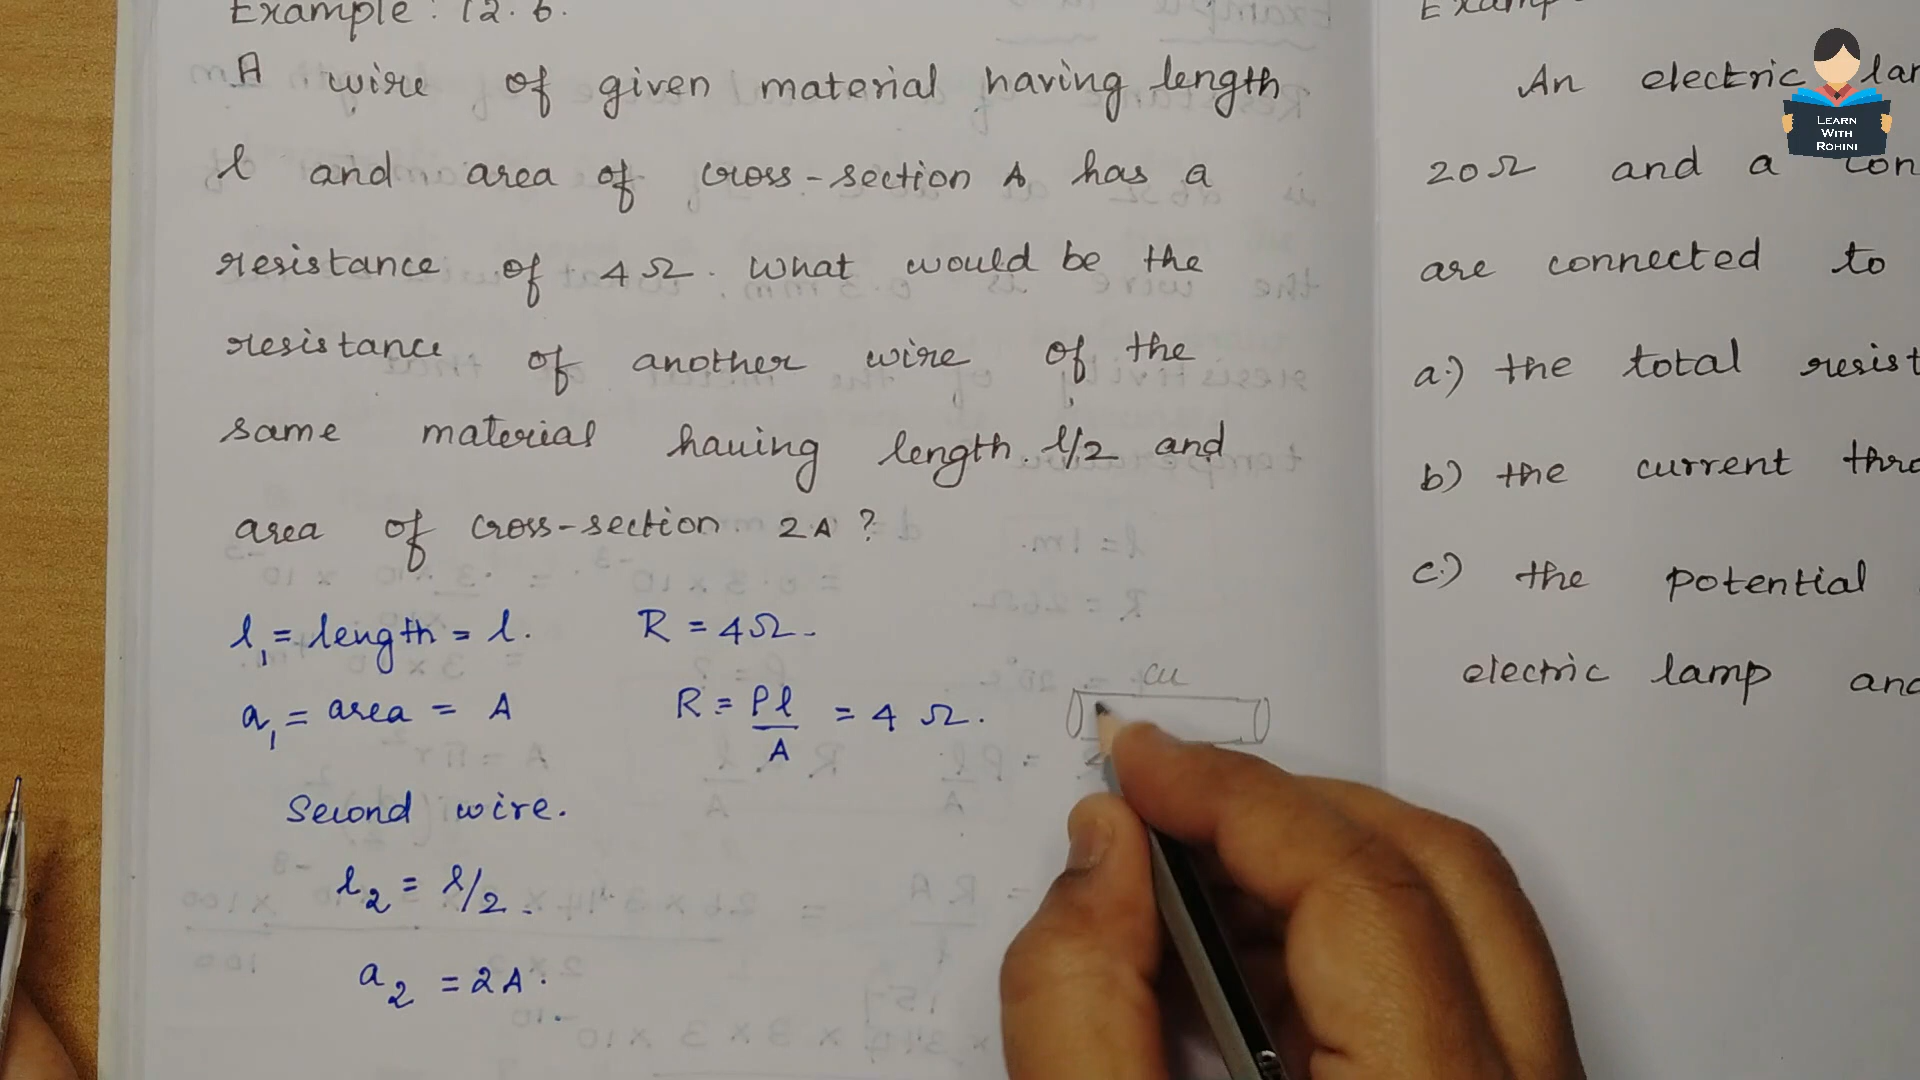 Example: 12.6.
A wire of given material having length
l and area of cross-section A has a
resistance of 4Ω. What would be the
resistance of another wire of the
same material having length l/2 and
area of cross-section 2A?
l₁ = length = l. R = 4Ω.
a₁ = area = A R = Pl/A = 4 Ω.
cu
Second wire.
l₂ = l/2.
a₂ = 2A.
An electric
20Ω and a
are connected to
a.) the total
b) the current
c.) the potential
electric lamp
LEARN
WITH
ROHINI